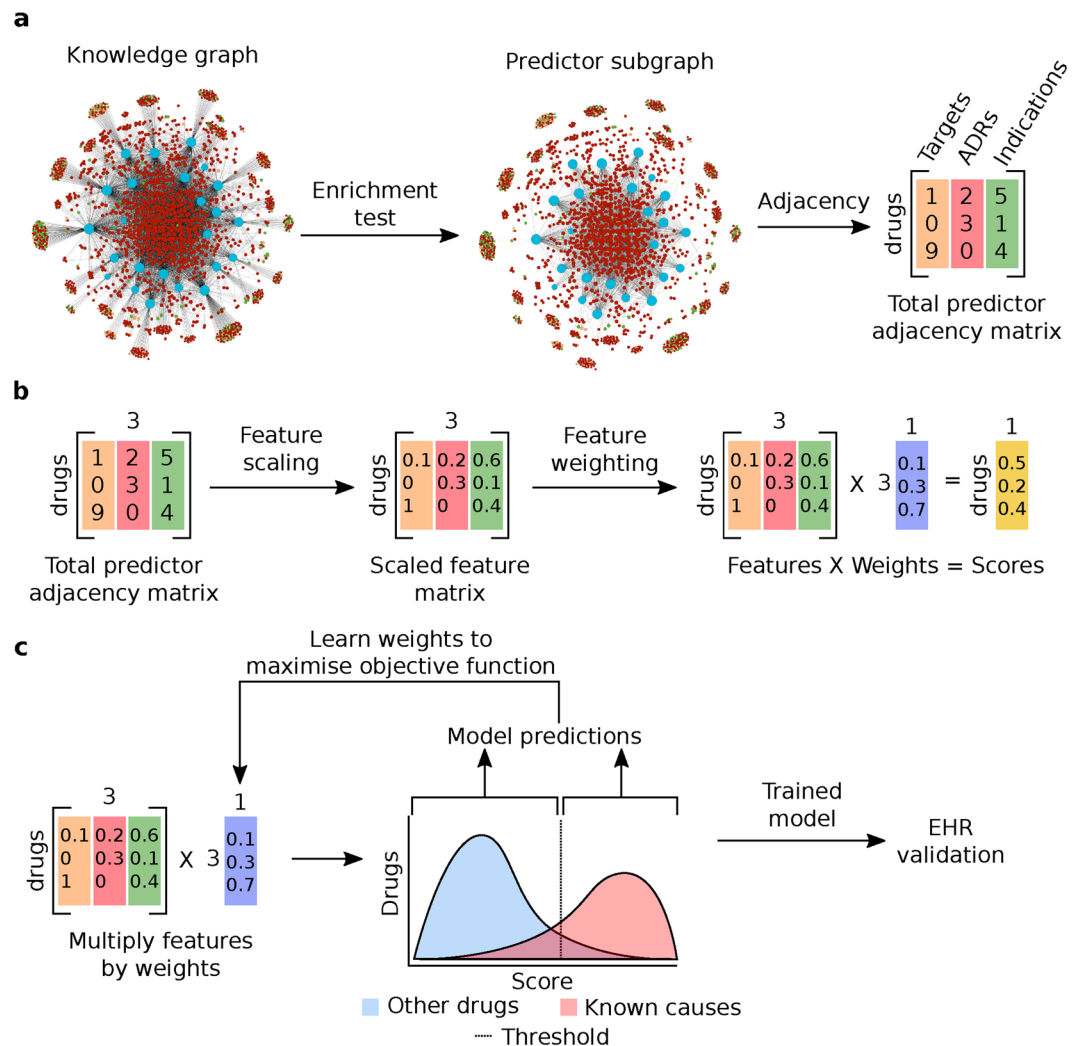 a
Knowledge graph
Enrichment
test
Predictor subgraph
Adjacency
Targets
ADRs
Indications
drugs
1 2 5
0 3 1
9 0 4
Total predictor
adjacency matrix
b
3
drugs
1 2 5
0 3 1
9 0 4
Total predictor
adjacency matrix
Feature
scaling
3
drugs
0.1 0.2 0.6
0 0.3 0.1
1 0 0.4
Scaled feature
matrix
Feature
weighting
3
drugs
0.1 0.2 0.6
0 0.3 0.1
1 0 0.4
X
3
1
0.1
0.3
0.7
=
drugs
1
0.5
0.2
0.4
Features X Weights = Scores
c
Learn weights to
maximise objective function
Model predictions
3
drugs
0.1 0.2 0.6
0 0.3 0.1
1 0 0.4
X
3
1
0.1
0.3
0.7
Multiply features
by weights
Drugs
Score
Other drugs
Known causes
Threshold
Trained
model
EHR
validation